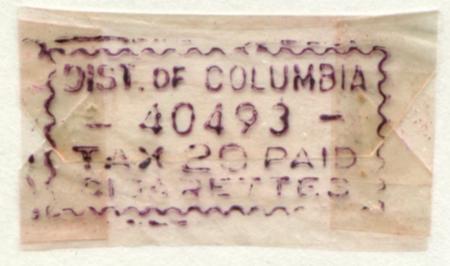 DIST. OF COLUMBIA
- 40493 -
TAX 20 PAID
CIGARETTES